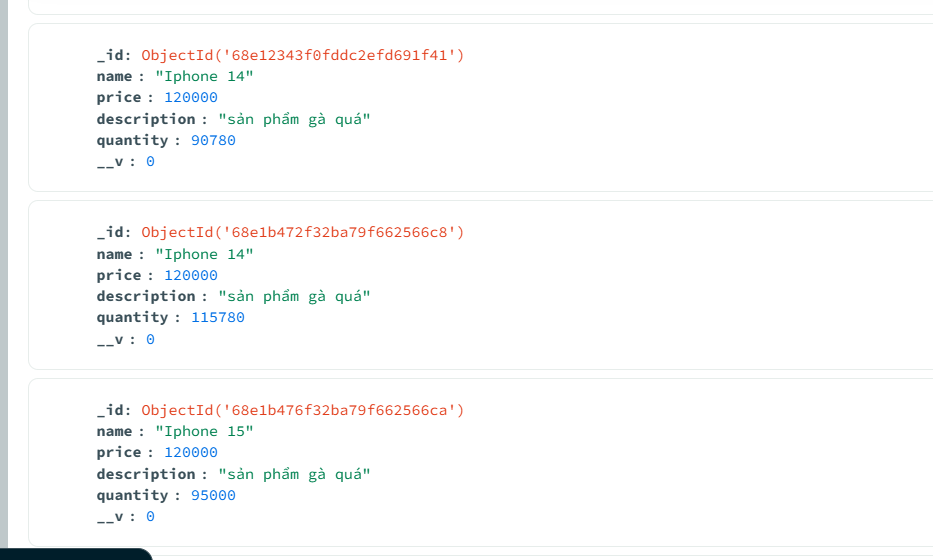 _id: ObjectId('68e12343f0fddc2efd691f41')
name : "Iphone 14"
price : 120000
description : "sản phẩm gà quá"
quantity : 90780
__v : 0
_id: ObjectId('68e1b472f32ba79f662566c8')
name : "Iphone 14"
price : 120000
description : "sản phẩm gà quá"
quantity : 115780
__v : 0
_id: ObjectId('68e1b476f32ba79f662566ca')
name : "Iphone 15"
price : 120000
description : "sản phẩm gà quá"
quantity : 95000
__v : 0